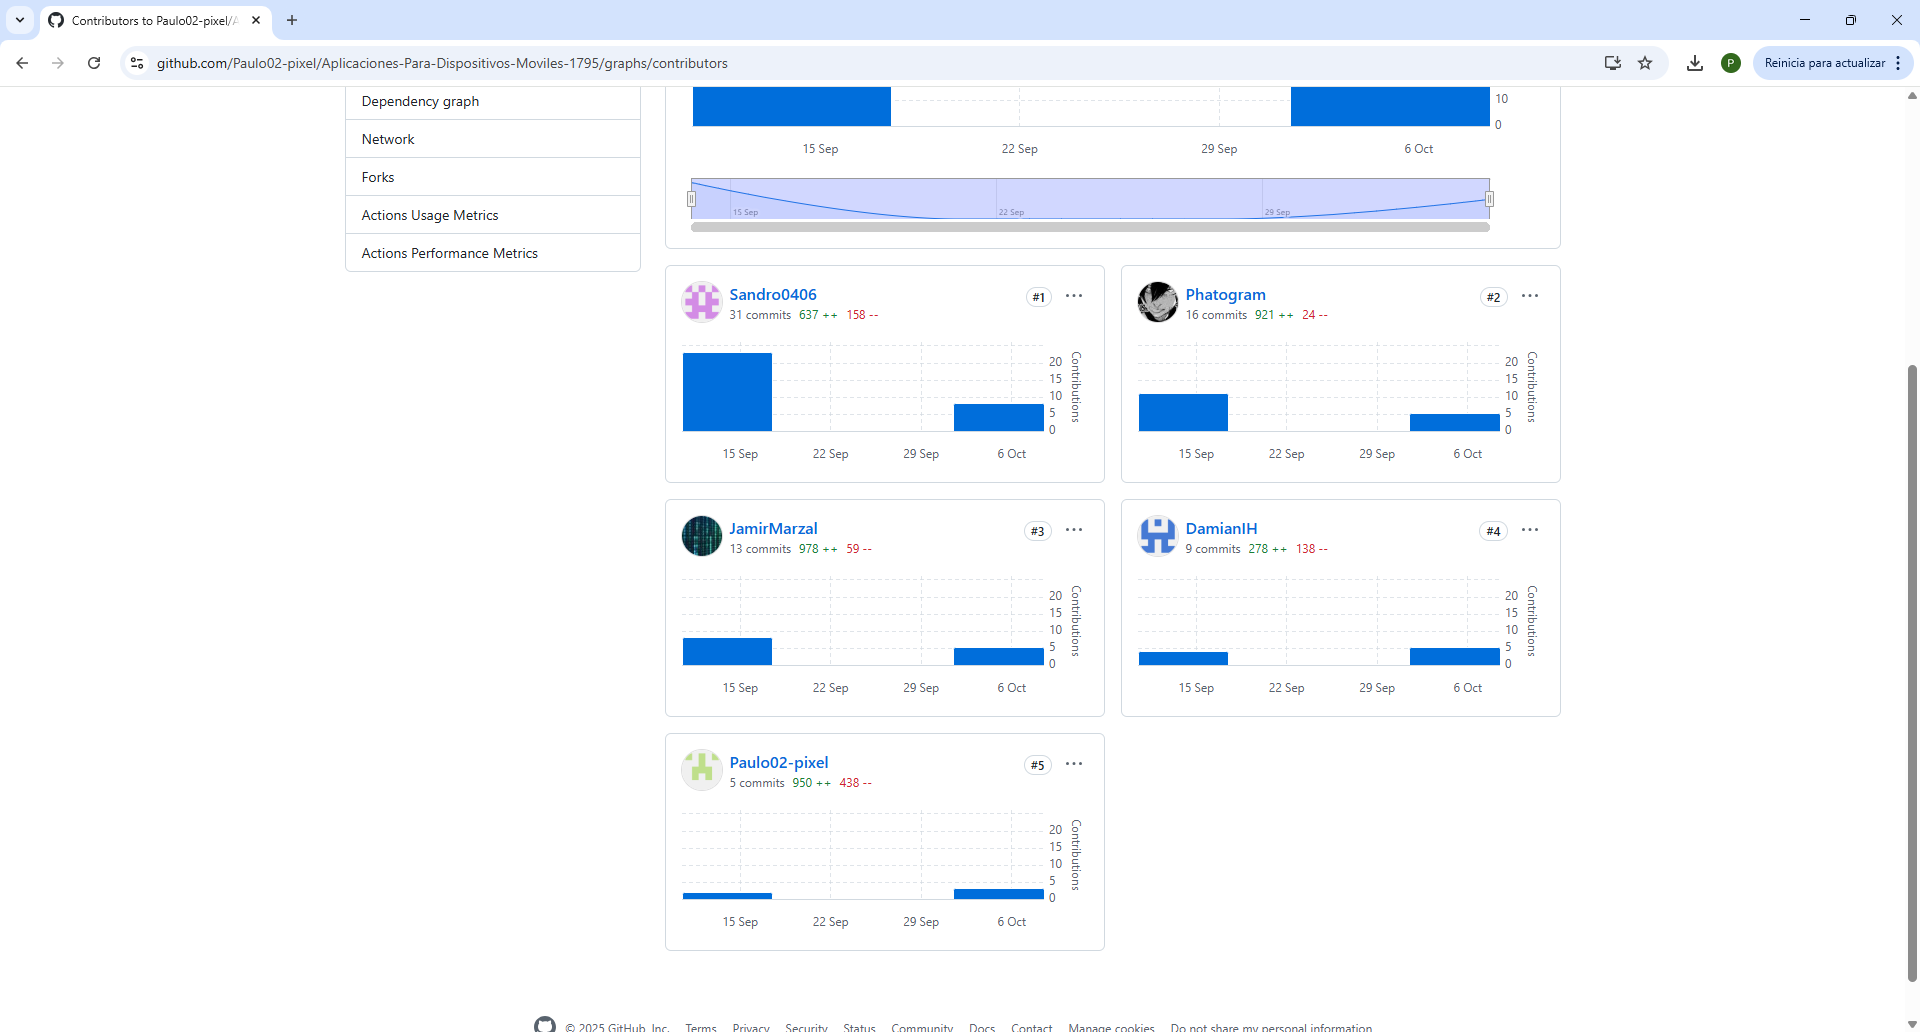 Contributors to Paulo02-pixel/A
github.com/Paulo02-pixel/Aplicaciones-Para-Dispositivos-Moviles-1795/graphs/contributors
P
Reinicia para actualizar
Dependency graph
Network
Forks
Actions Usage Metrics
Actions Performance Metrics
10
0
15 Sep 22 Sep 29 Sep 6 Oct
15 Sep 22 Sep 29 Sep
Sandro0406 #1 ···
31 commits 637 ++ 158 --
20
15
10
5
0
Contributions
15 Sep 22 Sep 29 Sep 6 Oct
Phatogram #2 ···
16 commits 921 ++ 24 --
20
15
10
5
0
Contributions
15 Sep 22 Sep 29 Sep 6 Oct
JamirMarzal #3 ···
13 commits 978 ++ 59 --
20
15
10
5
0
Contributions
15 Sep 22 Sep 29 Sep 6 Oct
DamianIH #4 ···
9 commits 278 ++ 138 --
20
15
10
5
0
Contributions
15 Sep 22 Sep 29 Sep 6 Oct
Paulo02-pixel #5 ···
5 commits 950 ++ 438 --
20
15
10
5
0
Contributions
15 Sep 22 Sep 29 Sep 6 Oct
© 2025 GitHub, Inc. Terms Privacy Security Status Community Docs Contact Manage cookies Do not share my personal information